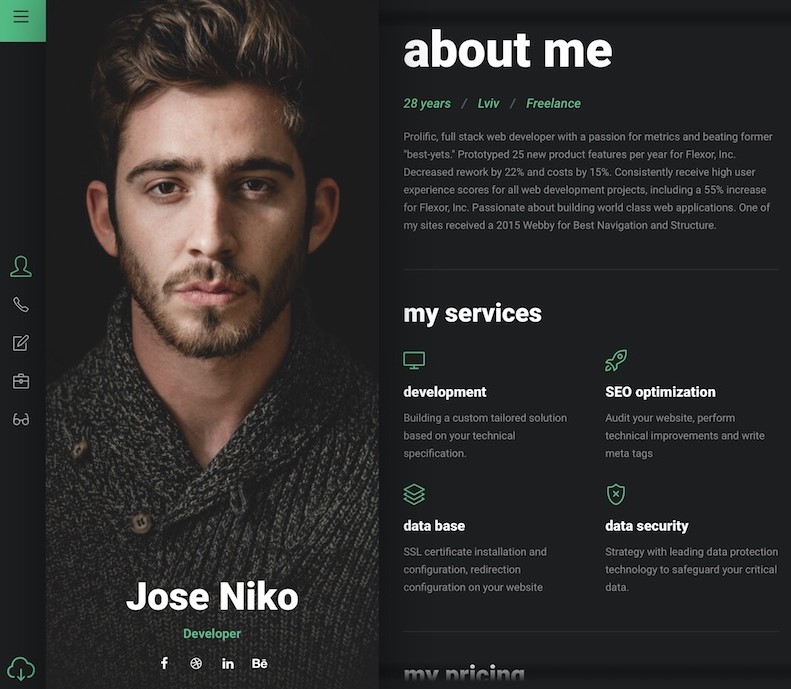 about me
28 years / Lviv / Freelance
Prolific, full stack web developer with a passion for metrics and beating former
"best-yets." Prototyped 25 new product features per year for Flexor, Inc.
Decreased rework by 22% and costs by 15%. Consistently receive high user
experience scores for all web development projects, including a 55% increase
for Flexor, Inc. Passionate about building world class web applications. One of
my sites received a 2015 Webby for Best Navigation and Structure.
my services
development
Building a custom tailored solution
based on your technical
specification.
SEO optimization
Audit your website, perform
technical improvements and write
meta tags
data base
SSL certificate installation and
configuration, redirection
configuration on your website
data security
Strategy with leading data protection
technology to safeguard your critical
data.
my pricing
Jose Niko
Developer
f in Bē